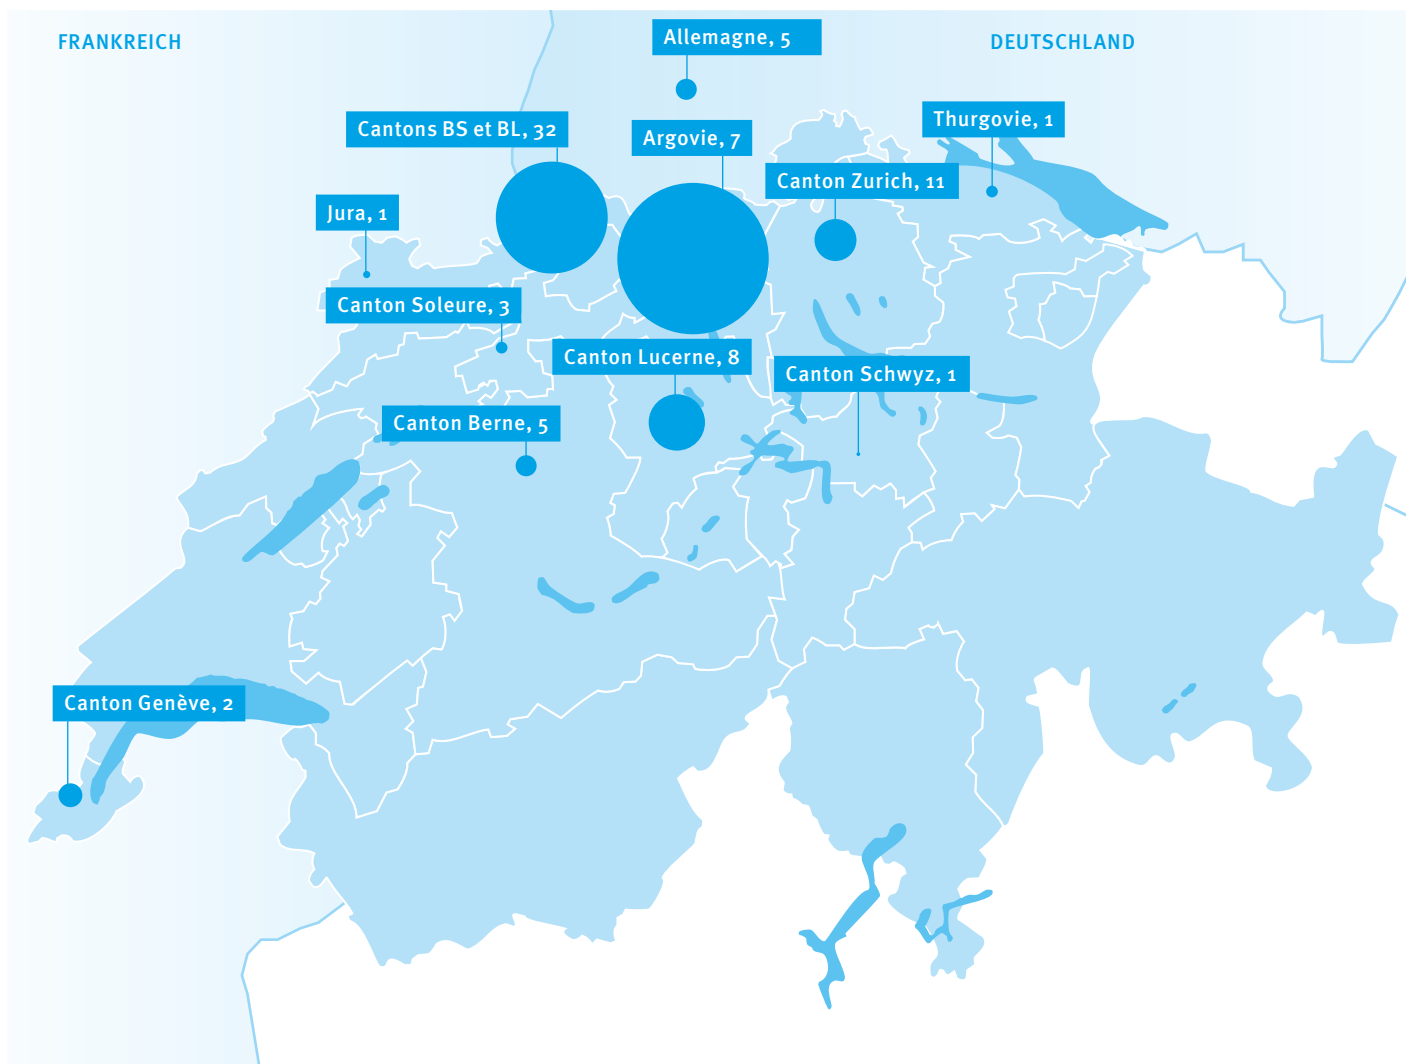 FRANKREICH
Allemagne, 5
DEUTSCHLAND
Cantons BS et BL, 32
Argovie, 7
Thurgovie, 1
Canton Zurich, 11
Jura, 1
Canton Soleure, 3
Canton Lucerne, 8
Canton Schwyz, 1
Canton Berne, 5
Canton Genève, 2